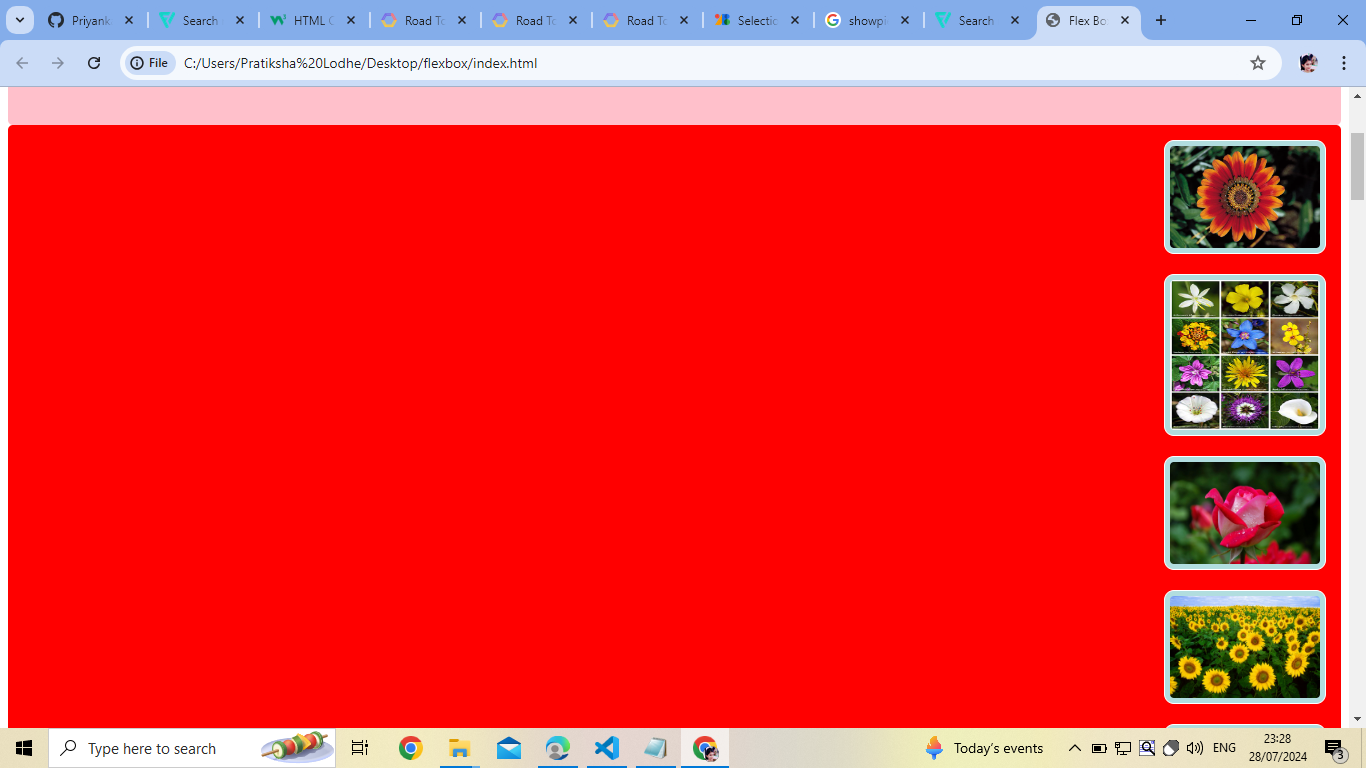 Priyank
Search
HTML C
Road To
Road To
Road To
Selectio
showpi
Search
Flex Bo
File
C:/Users/Pratiksha%20Lodhe/Desktop/flexbox/index.html
Type here to search
Today's events
ENG
23:28
28/07/2024
3